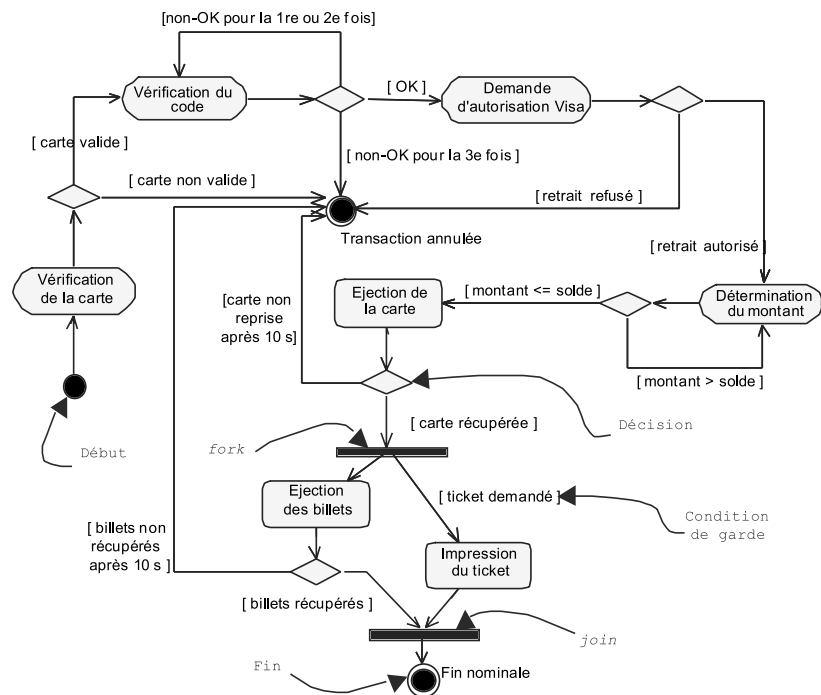 [non-OK pour la 1re ou 2e fois]
Vérification du
code
[ OK]
Demande
d'autorisation Visa
[ carte valide ]
[ carte non valide ]
[ non-OK pour la 3e fois ]
[ retrait refusé ]
Transaction annulée
[ retrait autorisé ]
Vérification
de la carte
[carte non
reprise
après 10 s]
Ejection de
la carte
[ montant <= solde ]
Détermination
du montant
[ montant > solde ]
Début
[ carte récupérée ]
Décision
fork
Ejection
des billets
[ ticket demandé ]
Condition
de garde
[ billets non
récupérés
après 10 s ]
Impression
du ticket
[ billets récupérés ]
join
Fin
Fin nominale